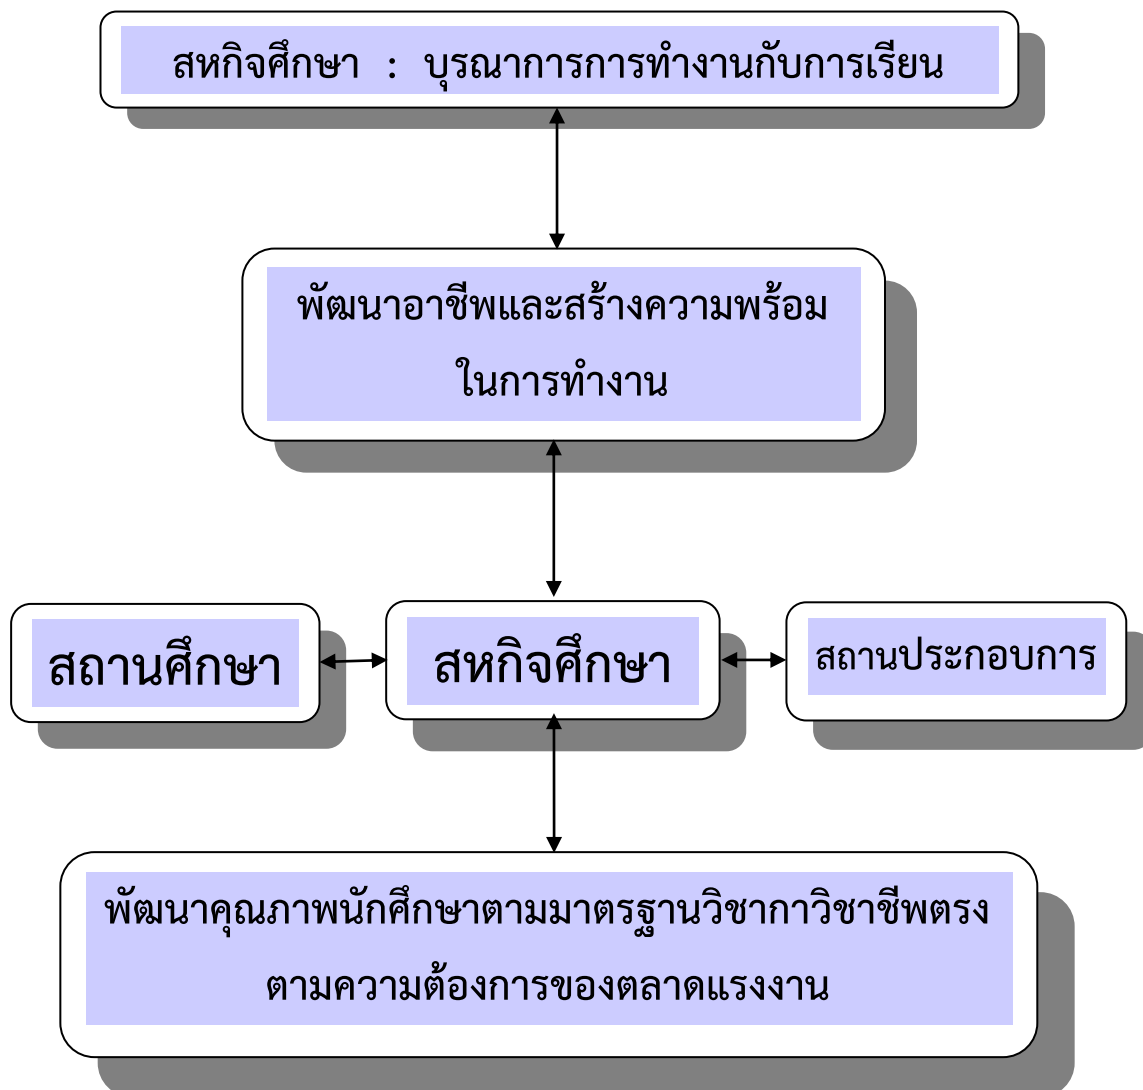 สหกิจศึกษา : บุรณาการการทำงานกับการเรียน
พัฒนาอาชีพและสร้างความพร้อม
ในการทำงาน
สถานศึกษา
สหกิจศึกษา
สถานประกอบการ
พัฒนาคุณภาพนักศึกษาตามมาตรฐานวิชากาวิชาชีพตรง
ตามความต้องการของตลาดแรงงาน